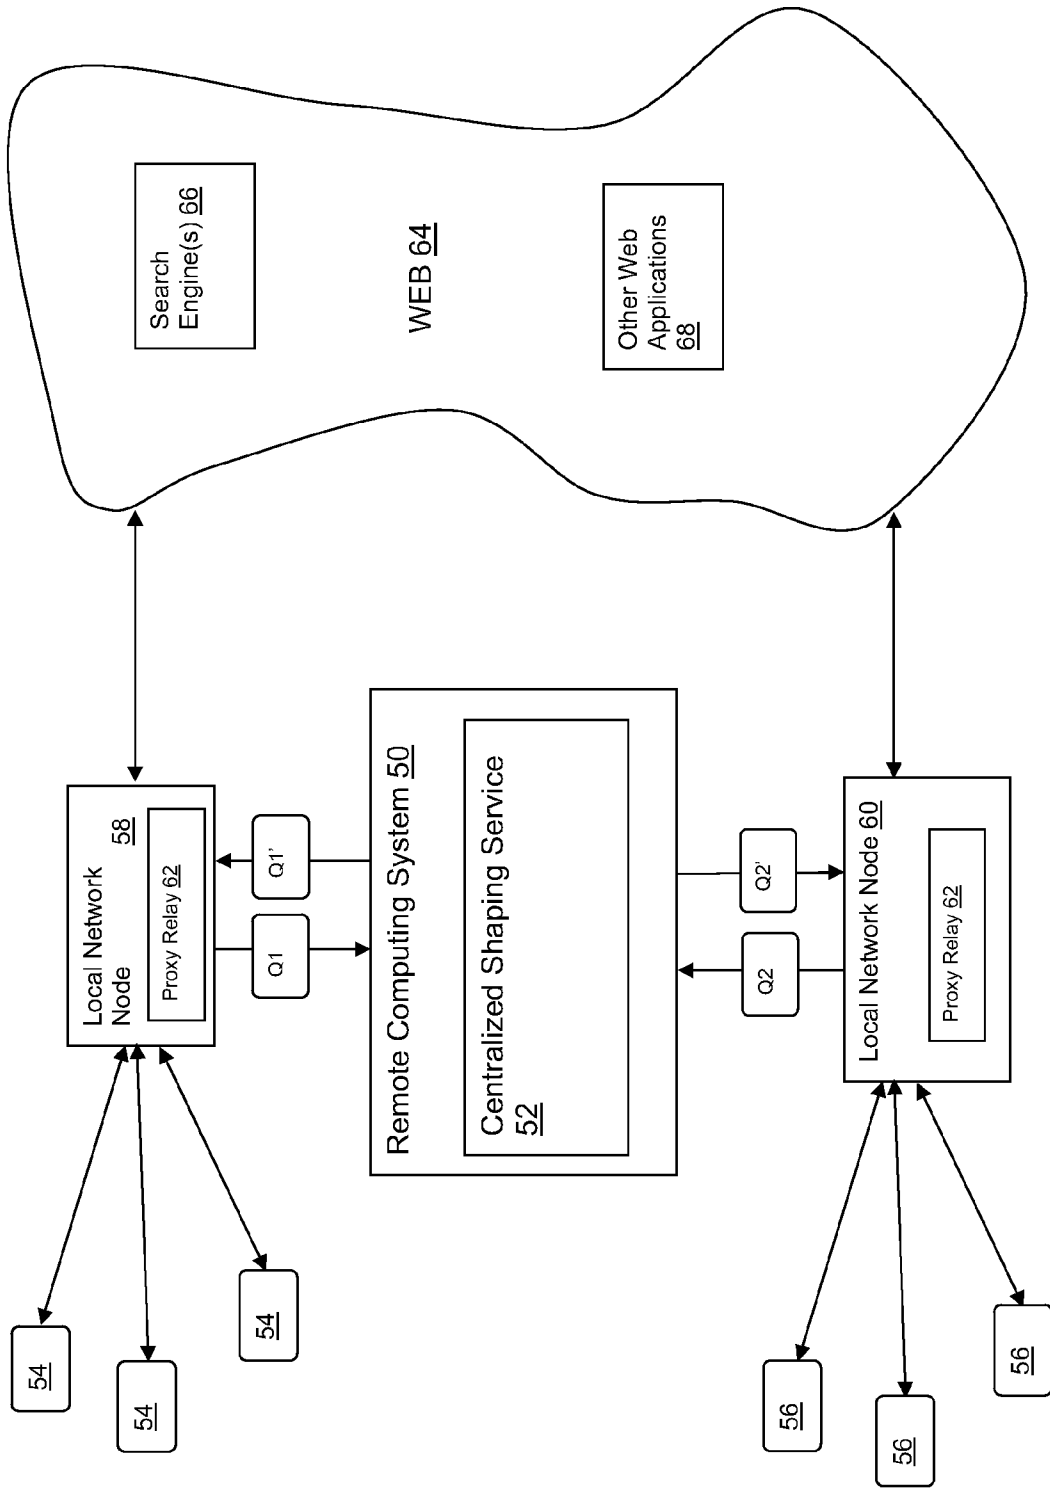 54
54
54
Local Network
Node
58
Proxy Relay 62
Q1
Q1’
Remote Computing System 50
Centralized Shaping Service
52
Q2
Q2'
Local Network Node 60
Proxy Relay 62
56
56
56
Search
Engine(s) 66
WEB 64
Other Web
Applications
68